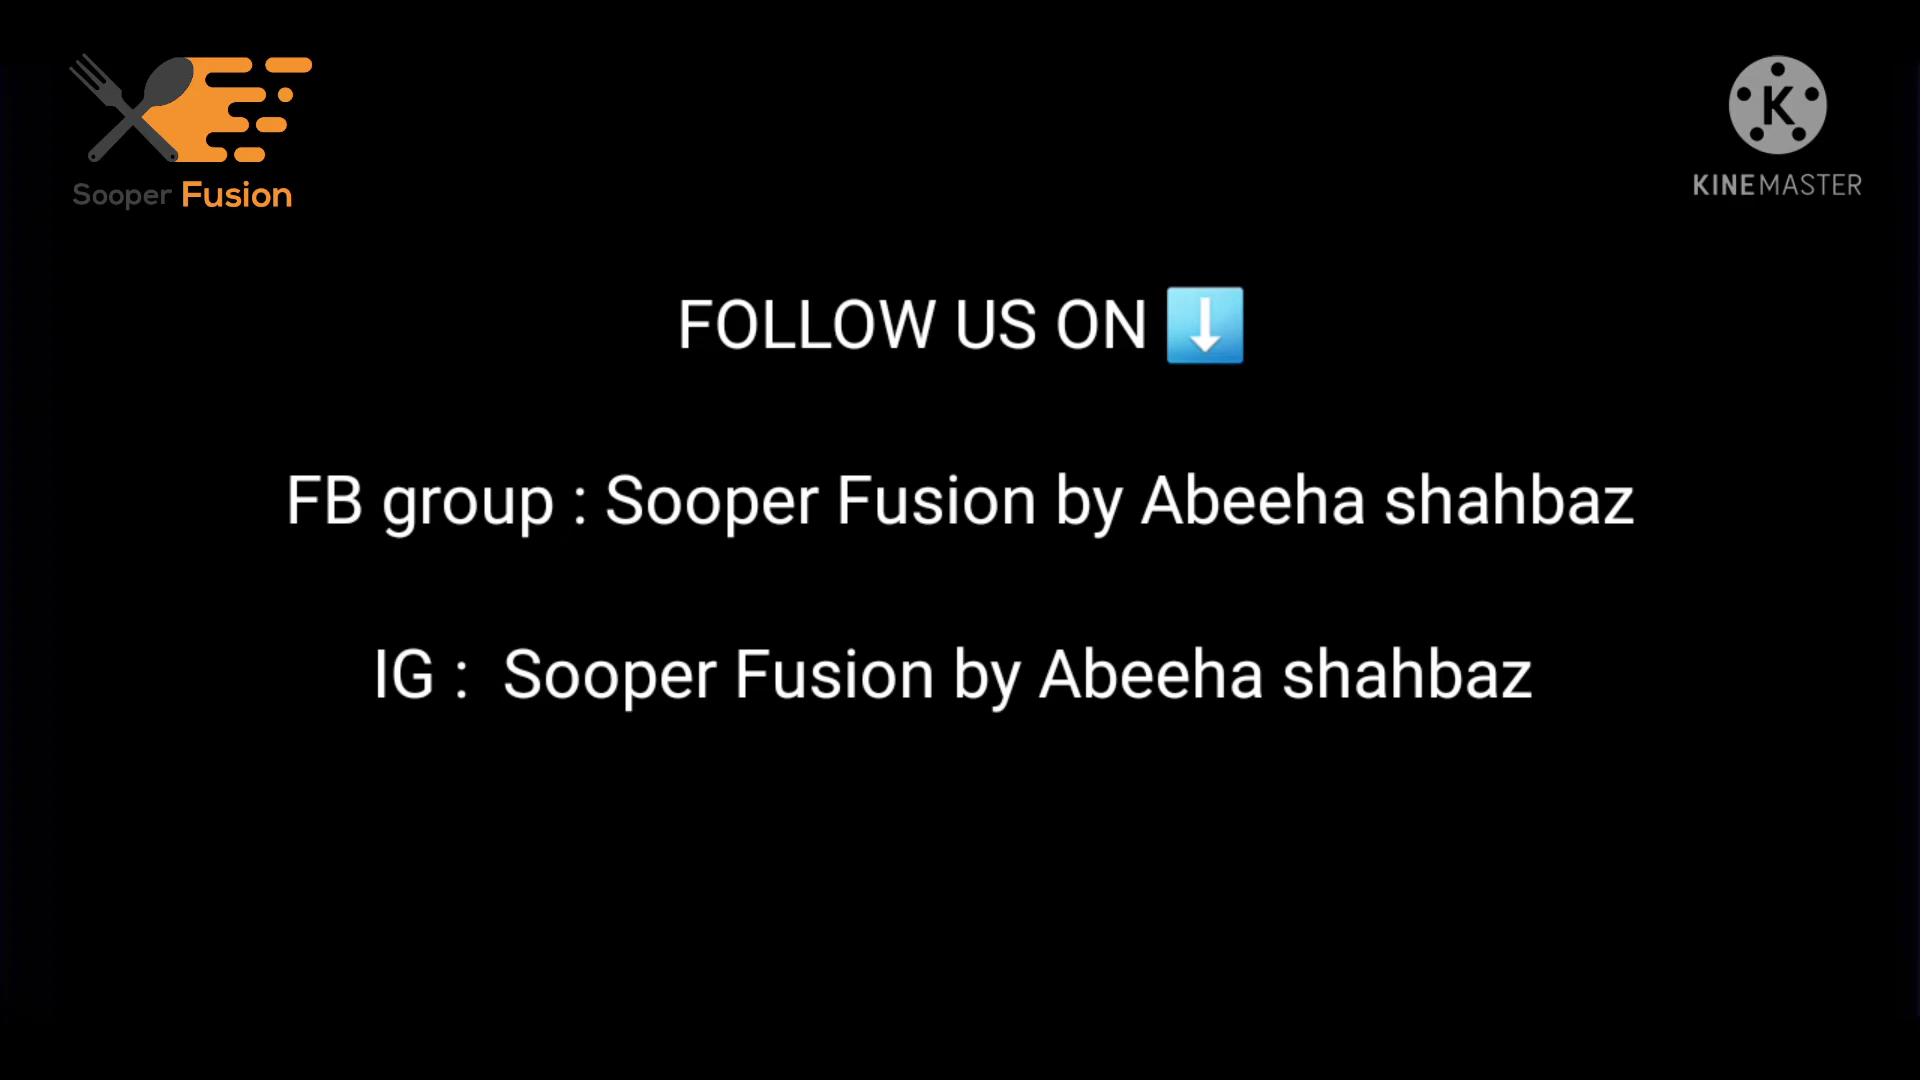 Sooper Fusion
K
KINEMASTER
FOLLOW US ON ⬇️
FB group : Sooper Fusion by Abeeha shahbaz
IG : Sooper Fusion by Abeeha shahbaz